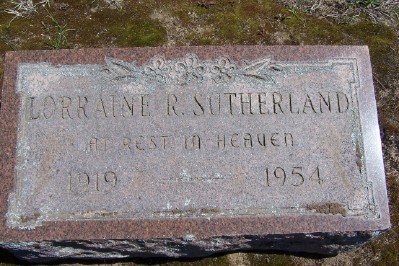 LORRAINE R. SUTHERLAND
AT REST IN HEAVEN
1919 — 1954